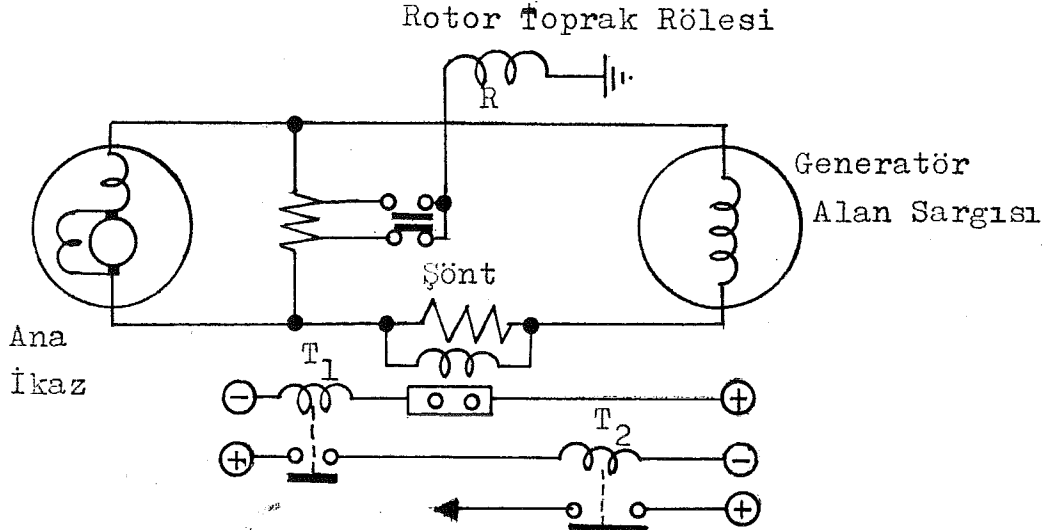 Rotor Toprak Rölesi
R
Generatör
Alan Sargısı
Şönt
Ana
İkaz
T1
- +
T2
+ -
+